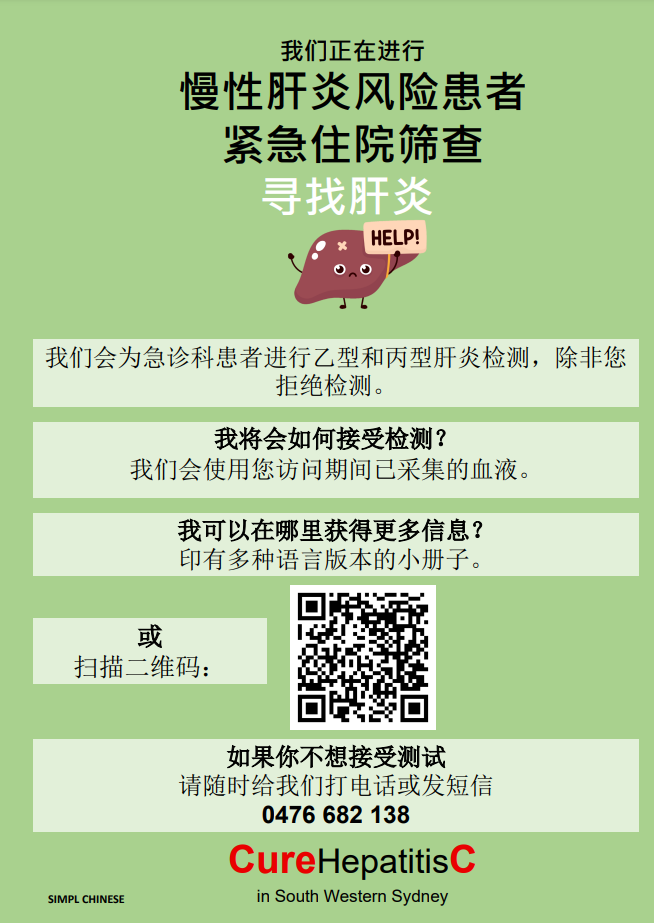 我们正在进行
慢性肝炎风险患者
紧急住院筛查
寻找肝炎
HELP!
我们会为急诊科患者进行乙型和丙型肝炎检测，除非您
拒绝检测。
我将会如何接受检测？
我们会使用您访问期间已采集的血液。
我可以在哪里获得更多信息？
印有多种语言版本的小册子。
或
扫描二维码：
如果你不想接受测试
请随时给我们打电话或发短信
0476 682 138
CureHepatitisC
in South Western Sydney
SIMPL CHINESE